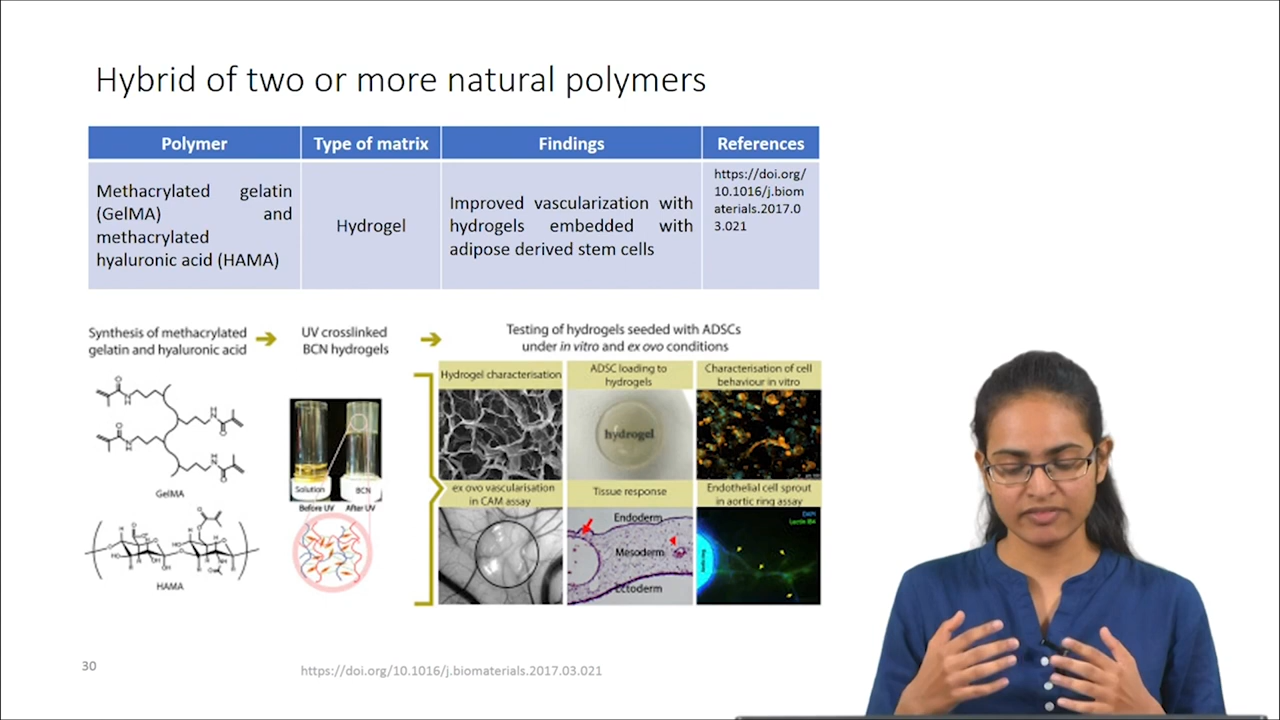 Hybrid of two or more natural polymers
Polymer
Type of matrix
Findings
References
Methacrylated gelatin
(GelMA) and
methacrylated
hyaluronic acid (HAMA)
Hydrogel
Improved vascularization with
hydrogels embedded with
adipose derived stem cells
https://doi.org/
10.1016/j.biom
aterials.2017.0
3.021
Synthesis of methacrylated
gelatin and hyaluronic acid
UV crosslinked
BCN hydrogels
Testing of hydrogels seeded with ADSCs
under in vitro and ex ovo conditions
Hydrogel characterisation
ADSC loading to
hydrogels
Characterisation of cell
behaviour in vitro
hydrogel
GelMA
HAMA
Solution
BCN
Before UV
After UV
ex ovo vascularisation
in CAM assay
Tissue response
Endothelial cell sprout
in aortic ring assay
Endoderm
Mesoderm
Ectoderm
DAPI
30
https://doi.org/10.1016/j.biomaterials.2017.03.021